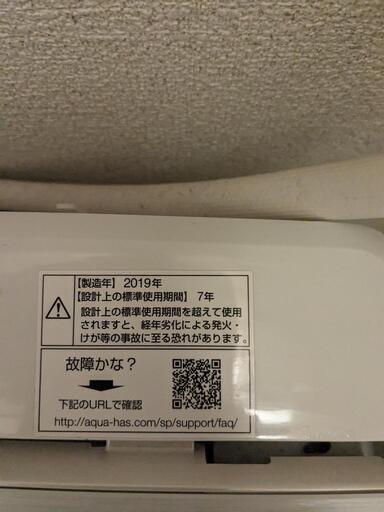 【製造年】2019年
【設計上の標準使用期間】7年
設計上の標準使用期間を超えて使用
されますと、経年劣化による発火・
けが等の事故に至る恐れがあります。
故障かな？
下記のURLで確認
http://aqua-has.com/sp/support/faq/